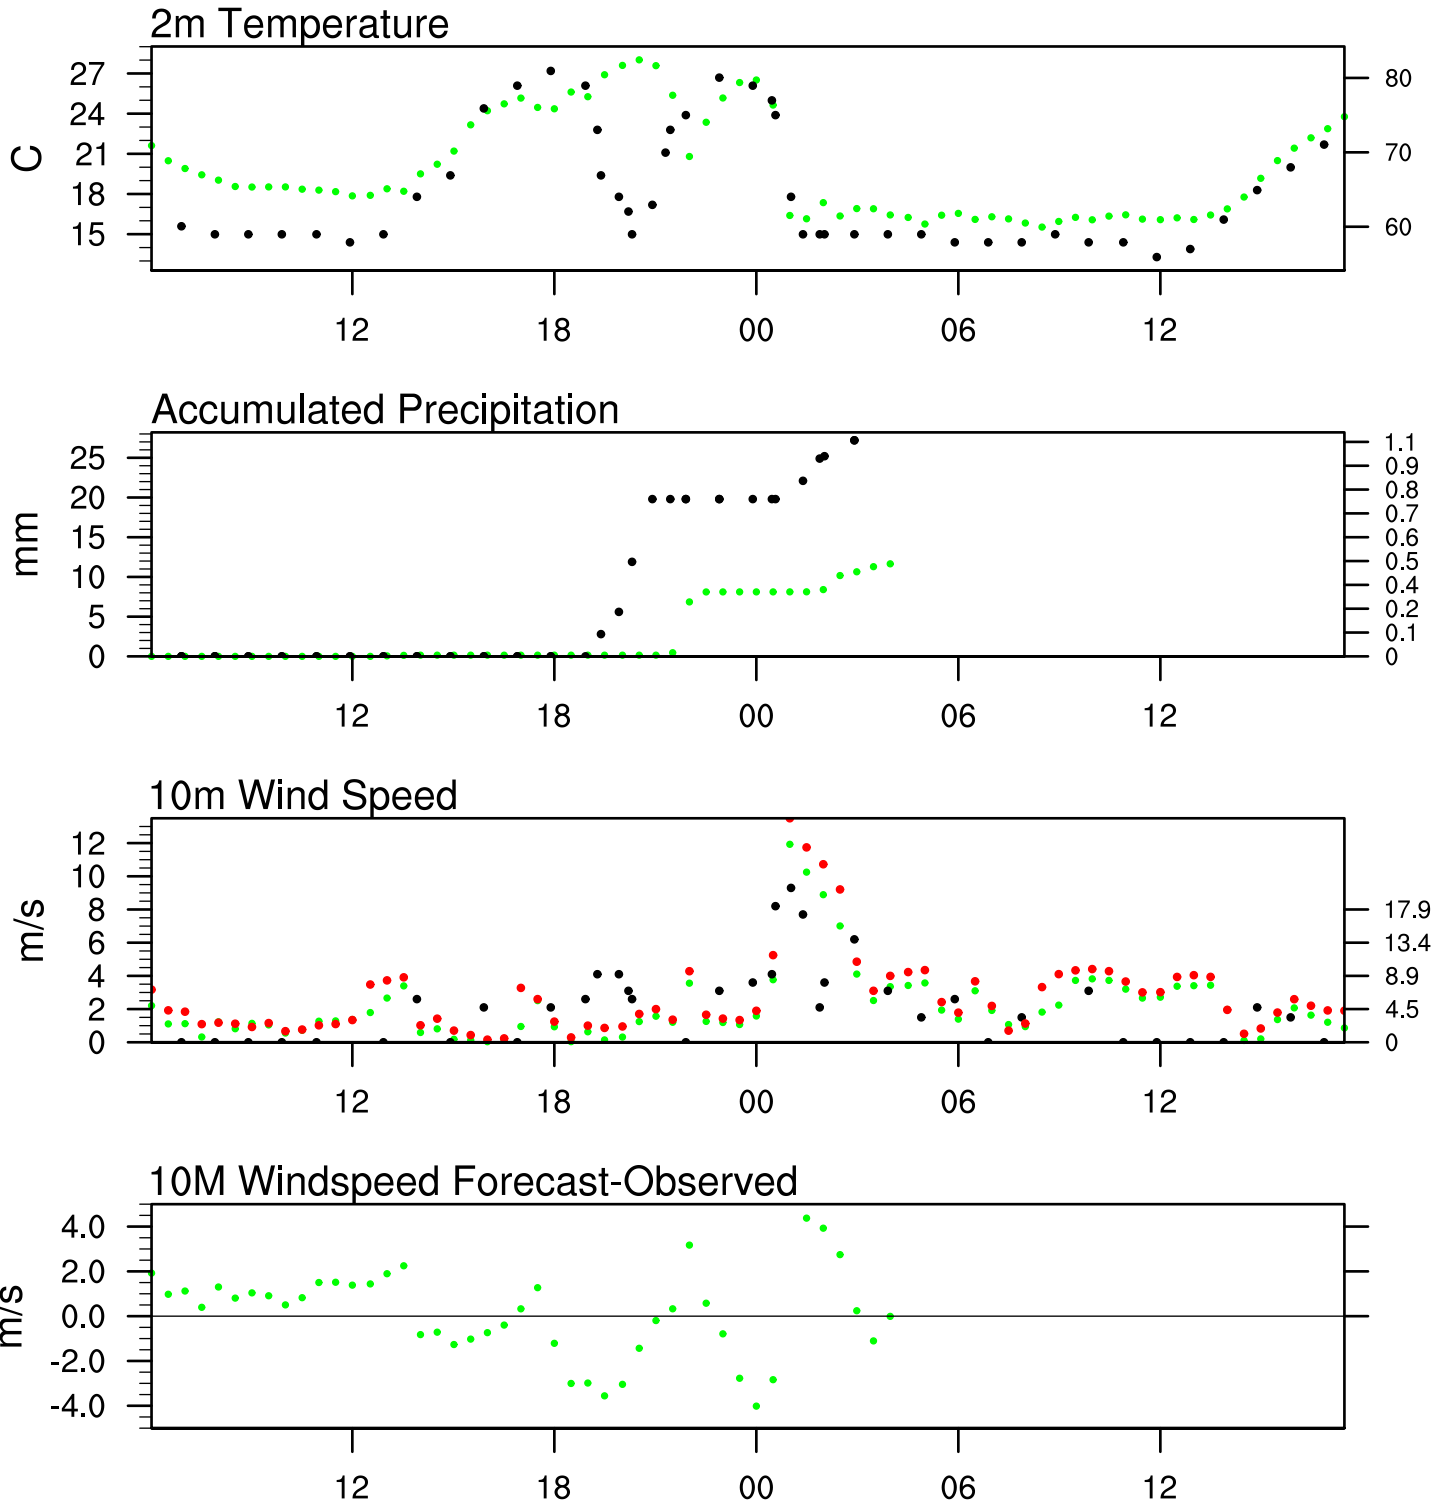 2m Temperature
27 80
24
C 21 70
18
15 60
12 18 00 06 12
Accumulated Precipitation
1.1
25 0.9
20 0.8
0.7
mm 15 0.6
0.5
10 0.4
5 0.2
0.1
0 0
12 18 00 06 12
10m Wind Speed
12
10
m/s 8 17.9
6 13.4
4 8.9
2 4.5
0 0
12 18 00 06 12
10M Windspeed Forecast-Observed
4.0
2.0
m/s 0.0
-2.0
-4.0
12 18 00 06 12